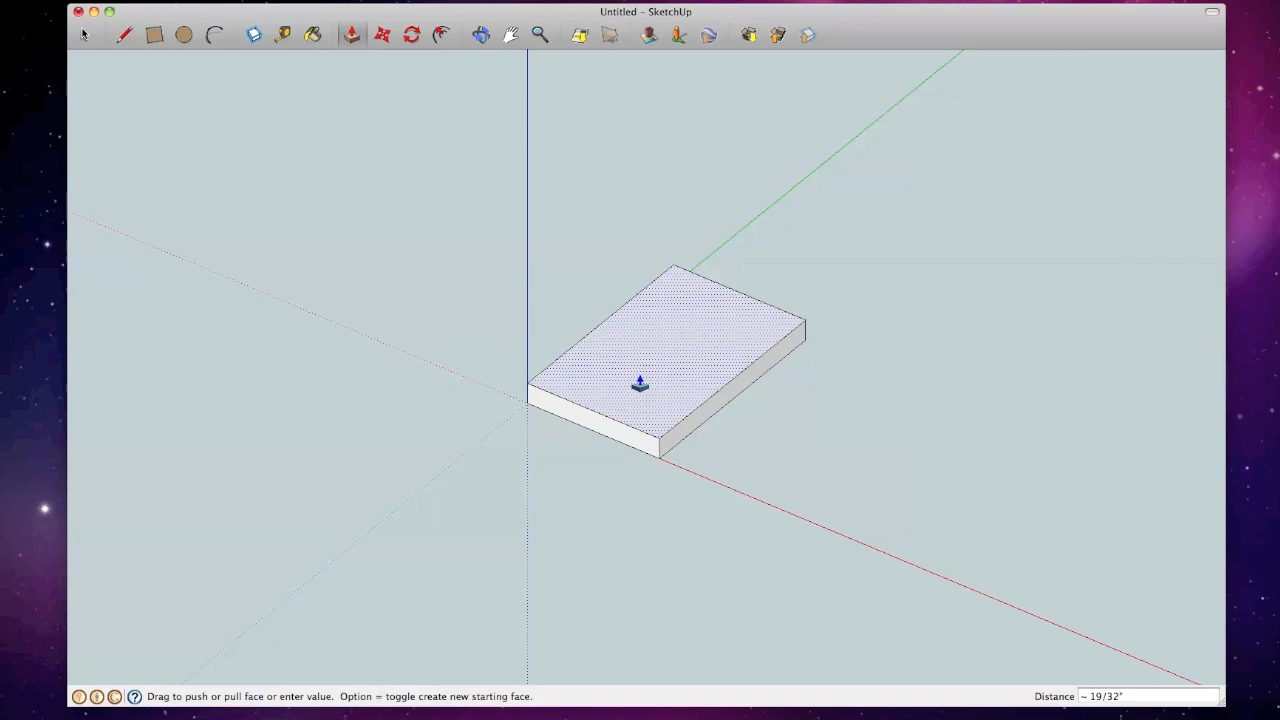 Untitled – SketchUp
Drag to push or pull face or enter value. Option = toggle create new starting face.
Distance ~ 19/32"